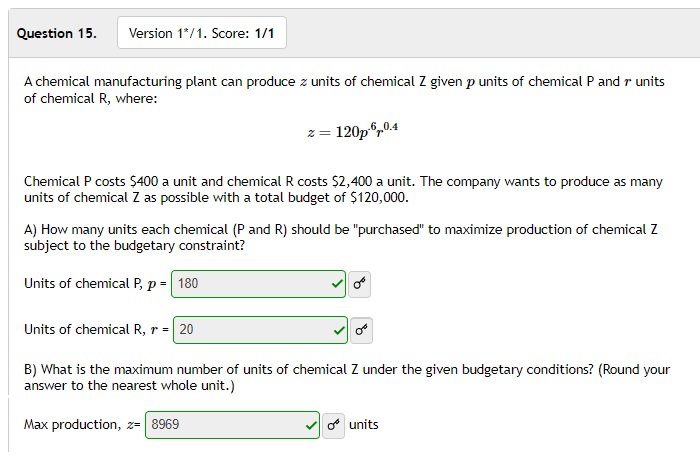 Question 15. Version 1*/1. Score: 1/1
A chemical manufacturing plant can produce z units of chemical Z given p units of chemical P and r units
of chemical R, where:
z = 120p^.6 r^0.4
Chemical P costs $400 a unit and chemical R costs $2,400 a unit. The company wants to produce as many
units of chemical Z as possible with a total budget of $120,000.
A) How many units each chemical (P and R) should be "purchased" to maximize production of chemical Z
subject to the budgetary constraint?
Units of chemical P, p = 180
Units of chemical R, r = 20
B) What is the maximum number of units of chemical Z under the given budgetary conditions? (Round your
answer to the nearest whole unit.)
Max production, z= 8969 units